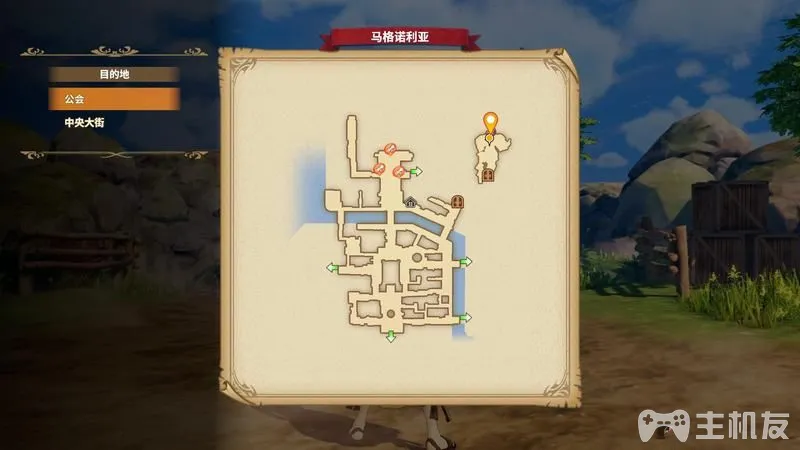 马格诺利亚
目的地
公会
中央大街
主机友